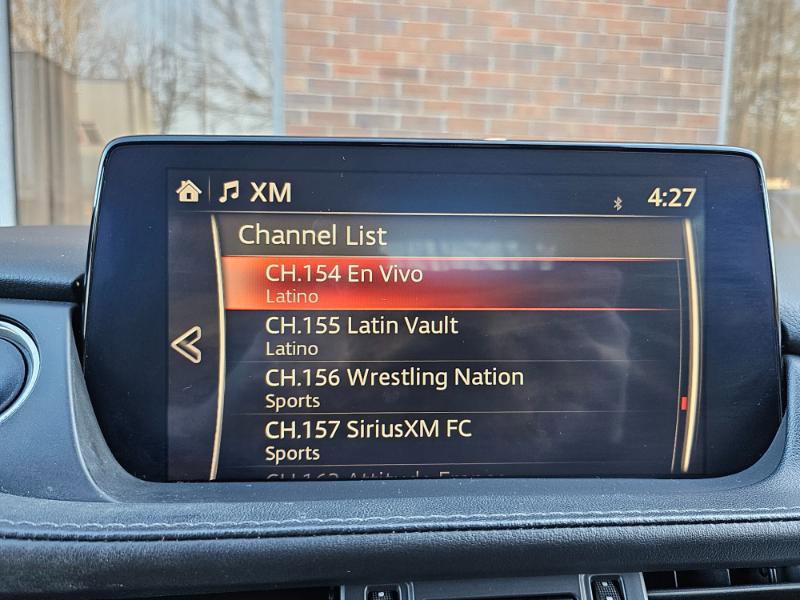 XM
4:27
Channel List
CH.154 En Vivo
Latino
CH.155 Latin Vault
Latino
CH.156 Wrestling Nation
Sports
CH.157 SiriusXM FC
Sports